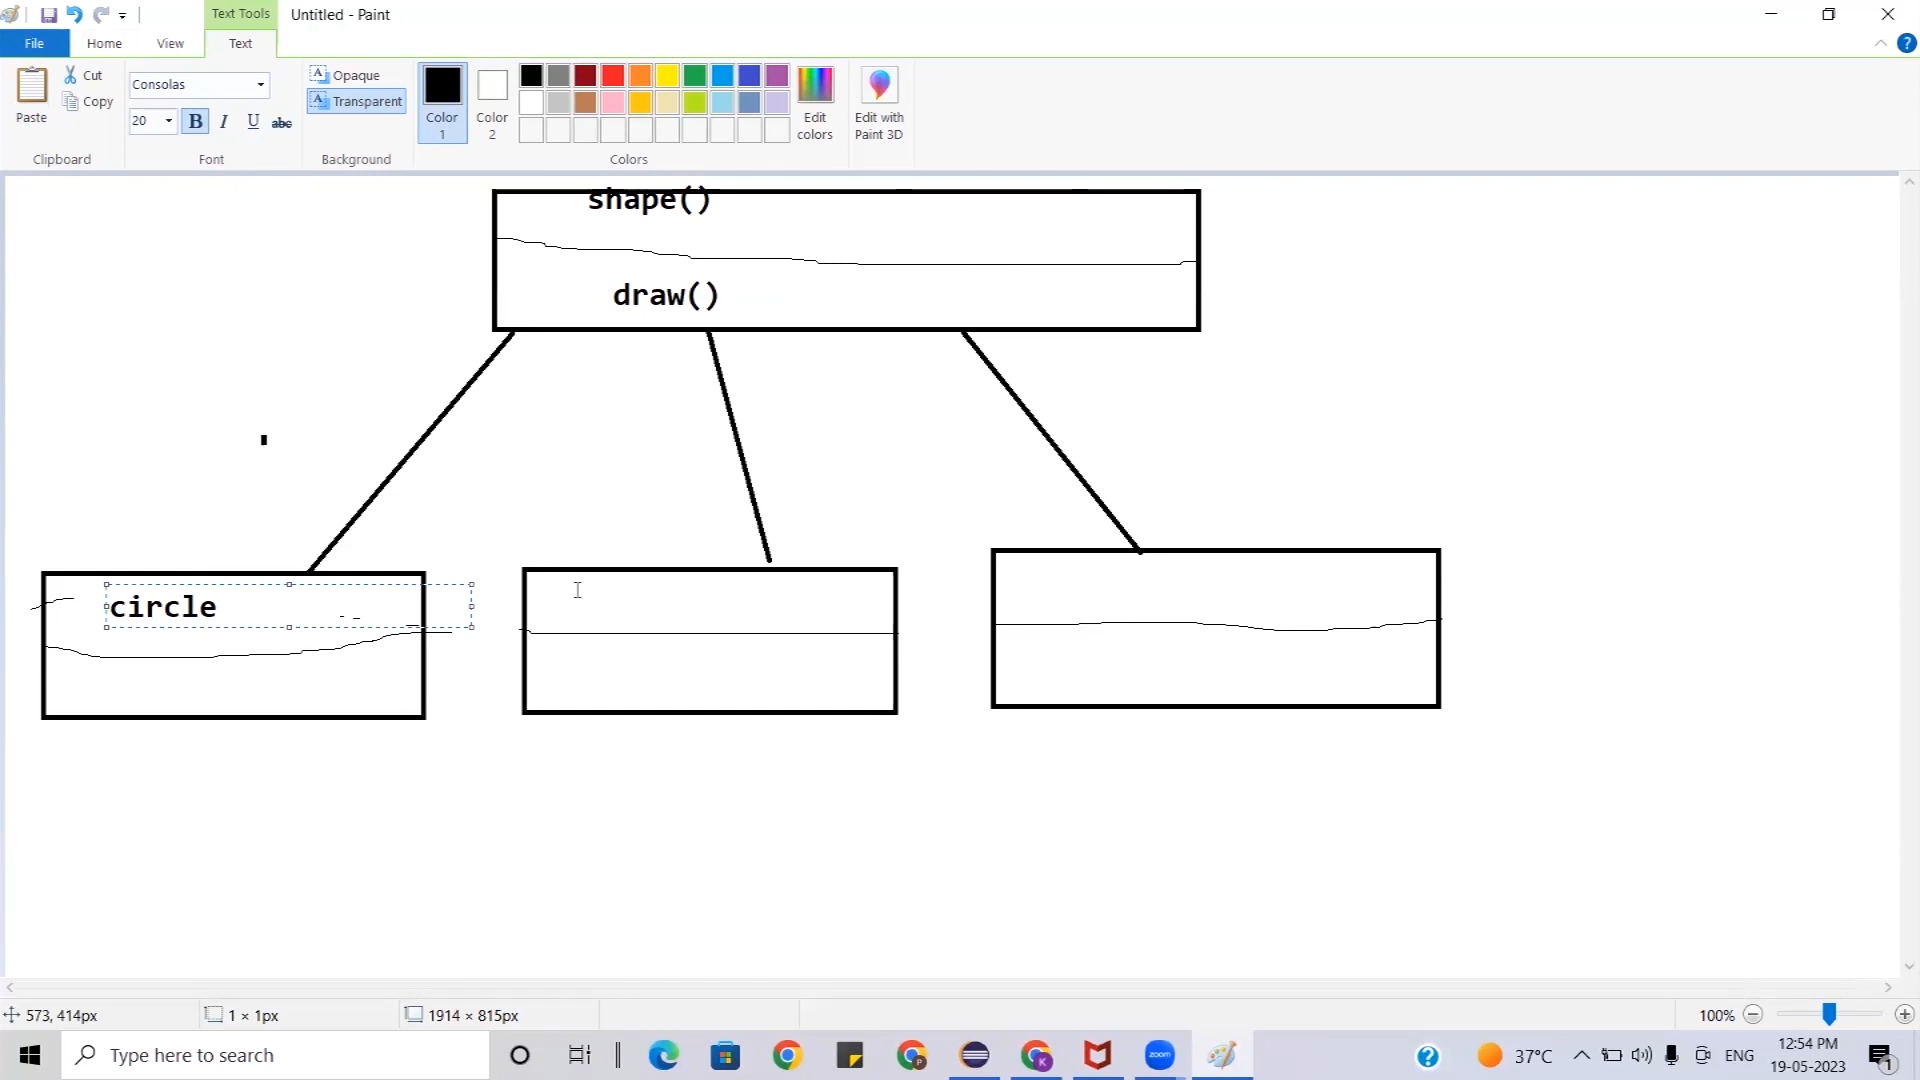 Text Tools
Untitled - Paint
File
Home
View
Text
Paste
Cut
Copy
Clipboard
Consolas
20
B I U abc
Font
Opaque
Transparent
Background
Color 1
Color 2
Edit colors
Colors
Edit with Paint 3D
shape()
draw()
circle
573, 414px
1 × 1px
1914 × 815px
100%
Type here to search
zoom
37°C
ENG
12:54 PM
19-05-2023
1